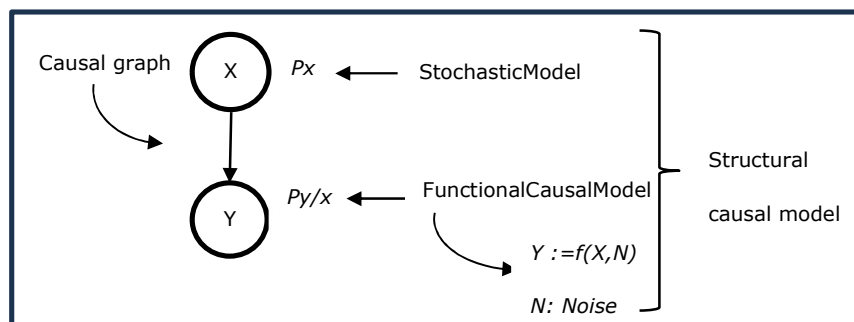 Causal graph
X
Px
StochasticModel
Y
Py/x
FunctionalCausalModel
Y :=f(X,N)
N: Noise
Structural
causal model